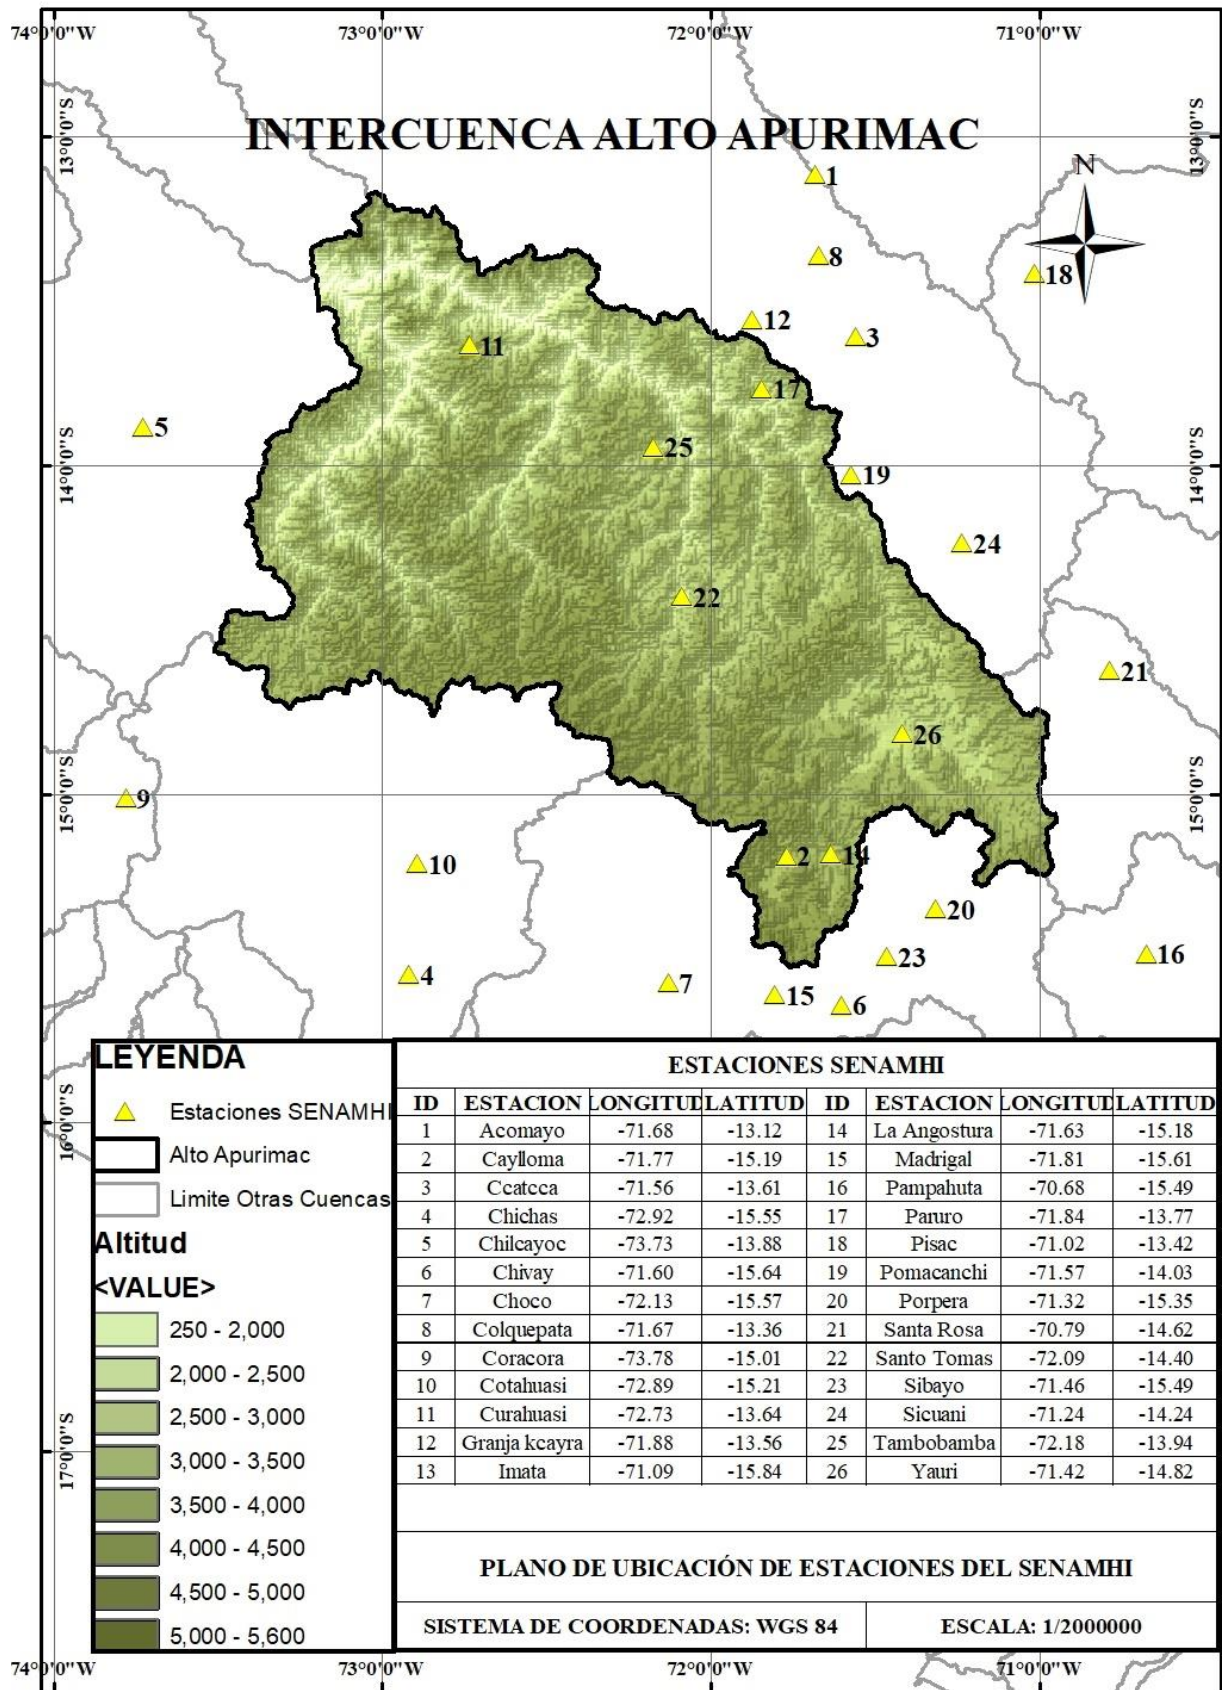 74°0'0"W 73°0'0"W 72°0'0"W 71°0'0"W
13°0'0"S
13°0'0"S
INTERCUENCA ALTO APURIMAC
N
1
8
18
12
3
11
17
5
25
14°0'0"S
14°0'0"S
19
24
22
21
26
15°0'0"S
15°0'0"S
9
2
14
10
20
23
16
4
7
15
6
16°0'0"S
17°0'0"S
LEYENDA
Estaciones SENAMHI
Alto Apurimac
Limite Otras Cuencas
Altitud
<VALUE>
250 - 2,000
2,000 - 2,500
2,500 - 3,000
3,000 - 3,500
3,500 - 4,000
4,000 - 4,500
4,500 - 5,000
5,000 - 5,600
ESTACIONES SENAMHI
ID ESTACION LONGITUD LATITUD ID ESTACION LONGITUD LATITUD
1 Acomayo -71.68 -13.12 14 La Angostura -71.63 -15.18
2 Caylloma -71.77 -15.19 15 Madrigal -71.81 -15.61
3 Ccatcca -71.56 -13.61 16 Pampahuta -70.68 -15.49
4 Chichas -72.92 -15.55 17 Paruro -71.84 -13.77
5 Chilcayoc -73.73 -13.88 18 Pisac -71.02 -13.42
6 Chivay -71.60 -15.64 19 Pomacanchi -71.57 -14.03
7 Choco -72.13 -15.57 20 Porpera -71.32 -15.35
8 Colquepata -71.67 -13.36 21 Santa Rosa -70.79 -14.62
9 Coracora -73.78 -15.01 22 Santo Tomas -72.09 -14.40
10 Cotahuasi -72.89 -15.21 23 Sibayo -71.46 -15.49
11 Curahuasi -72.73 -13.64 24 Sicuani -71.24 -14.24
12 Granja kcayra -71.88 -13.56 25 Tambobamba -72.18 -13.94
13 Imata -71.09 -15.84 26 Yauri -71.42 -14.82
PLANO DE UBICACIÓN DE ESTACIONES DEL SENAMHI
SISTEMA DE COORDENADAS: WGS 84 ESCALA: 1/2000000
74°0'0"W 73°0'0"W 72°0'0"W 71°0'0"W